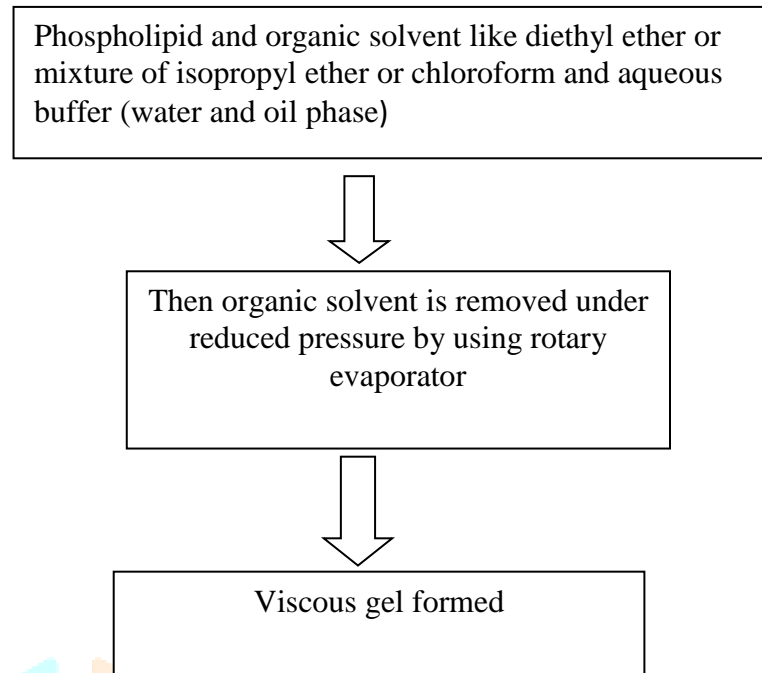 Phospholipid and organic solvent like diethyl ether or
mixture of isopropyl ether or chloroform and aqueous
buffer (water and oil phase)
Then organic solvent is removed under
reduced pressure by using rotary
evaporator
Viscous gel formed